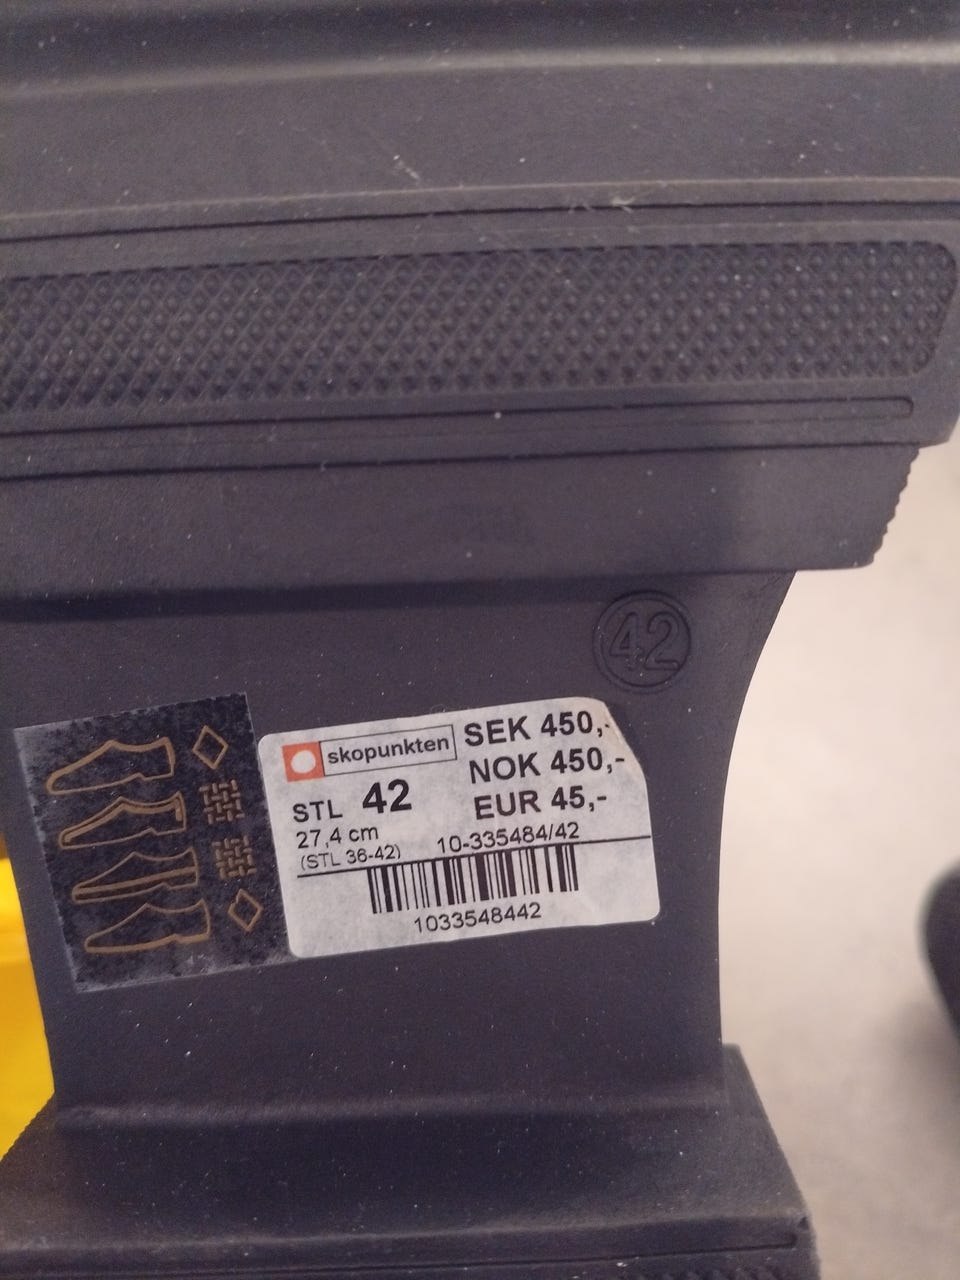 42
skopunkten
SEK 450,-
NOK 450,-
EUR 45,-
STL 42
27,4 cm
(STL 36-42)
10-335484/42
1033548442